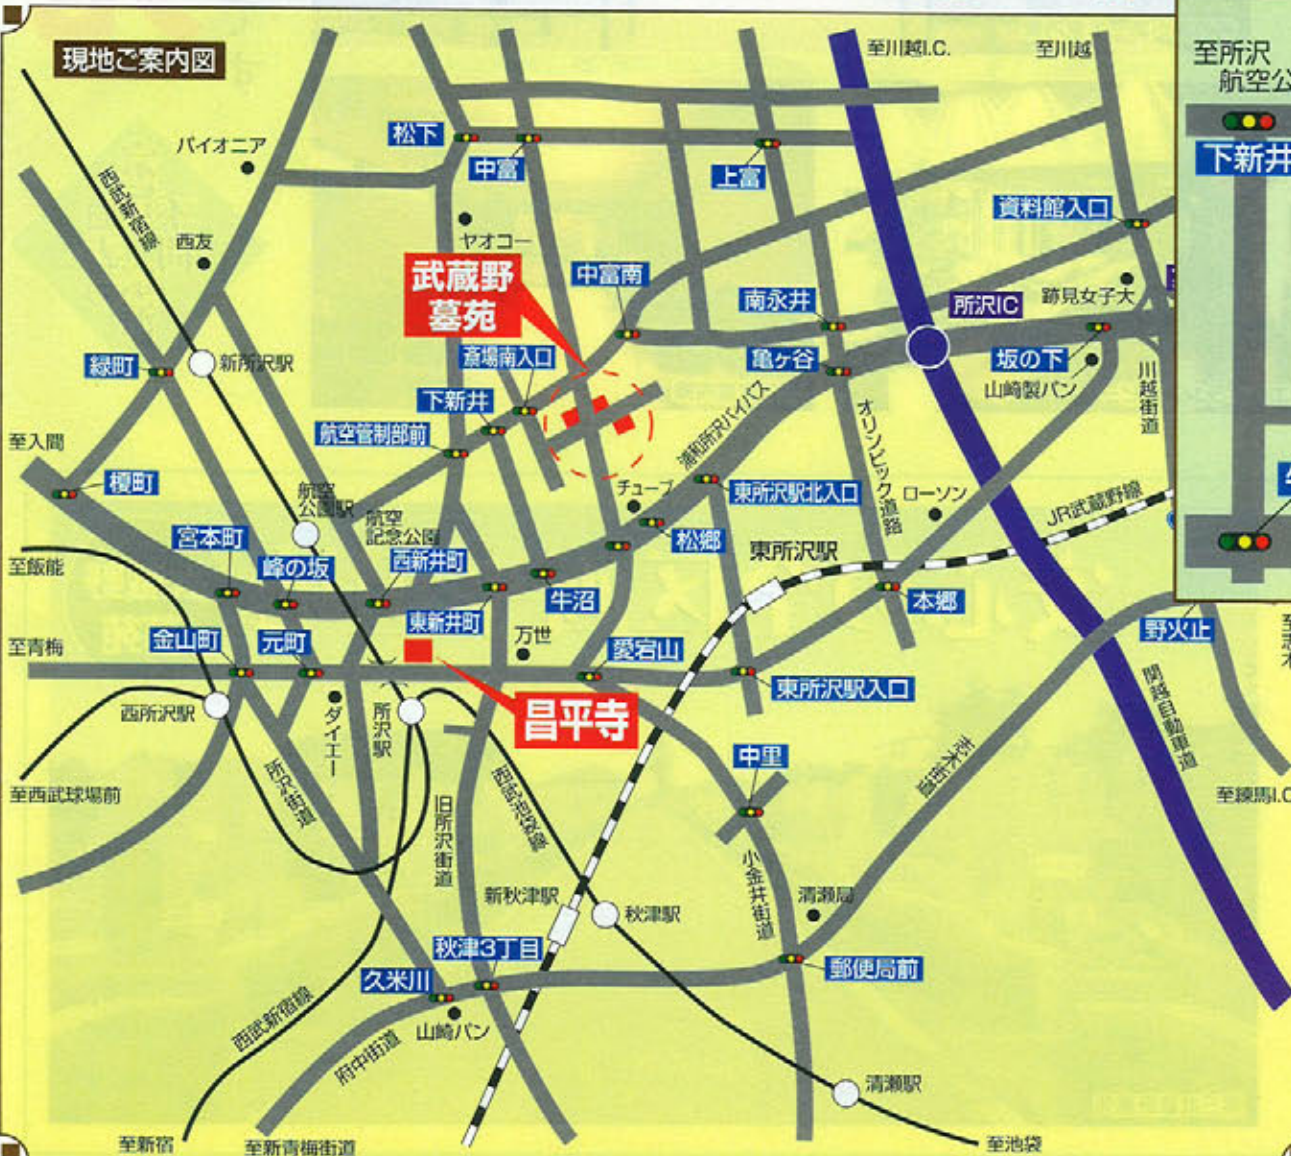 現地ご案内図
至川越I.C.
至川越
至所沢
航空公
下新井
松下
中富
上富
資料館入口
パイオニア
西武新宿線
西友
ヤオコー
武蔵野
墓苑
中富南
南永井
所沢IC
跡見女子大
緑町
新所沢駅
斎場南入口
亀ヶ谷
坂の下
山崎製パン
川越街道
下新井
航空管制部前
浦和所沢バイパス
オリンピック道路
至入間
榎町
航空
公園駅
航空
記念公園
チューブ
東所沢駅北入口
ローソン
JR武蔵野線
宮本町
峰の坂
西新井町
松郷
東所沢駅
至飯能
牛沼
本郷
野火止
金山町
元町
東新井町
万世
愛宕山
至青梅
東所沢駅入口
西所沢駅
ダイエー
所沢駅
昌平寺
中里
関越自動車道
志木街道
至志木
至西武球場前
所沢街道
旧所沢街道
西武池袋線
至練馬I.C
小金井街道
新秋津駅
秋津駅
清瀬局
秋津3丁目
久米川
郵便局前
山崎パン
西武新宿線
府中街道
清瀬駅
至新宿
至新青梅街道
至池袋